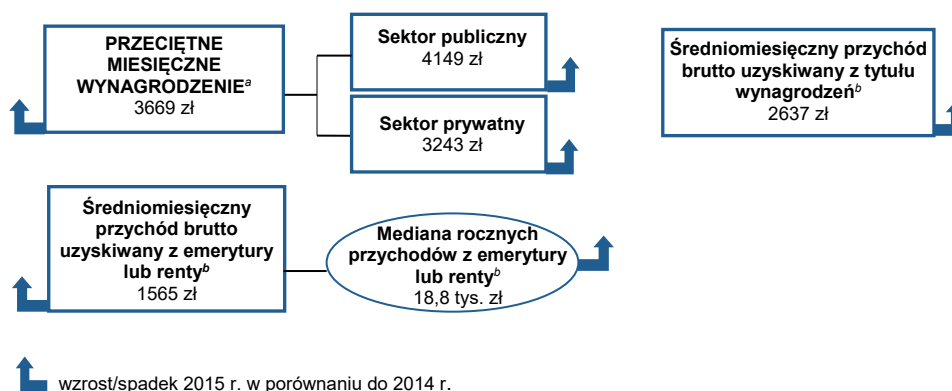 PRZECIĘTNE
MIESIĘCZNE
WYNAGRODZENIEᵃ
3669 zł
Sektor publiczny
4149 zł
Sektor prywatny
3243 zł
Średniomiesięczny przychód
brutto uzyskiwany z tytułu
wynagrodzeńᵇ
2637 zł
Średniomiesięczny
przychód brutto
uzyskiwany z emerytury
lub rentyᵇ
1565 zł
Mediana rocznych
przychodów z emerytury
lub rentyᵇ
18,8 tys. zł
wzrost/spadek 2015 r. w porównaniu do 2014 r.